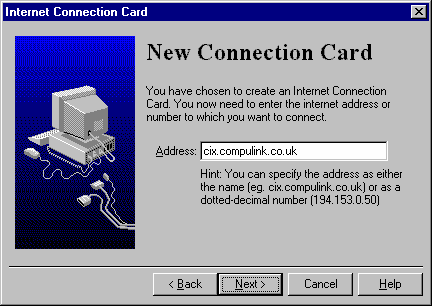 Internet Connection Card
New Connection Card
You have chosen to create an Internet Connection
Card. You now need to enter the internet address or
number to which you want to connect.
Address: cix.compulink.co.uk
Hint: You can specify the address as either
the name (eg. cix.compulink.co.uk) or as a
dotted-decimal number (194.153.0.50)
< Back Next > Cancel Help